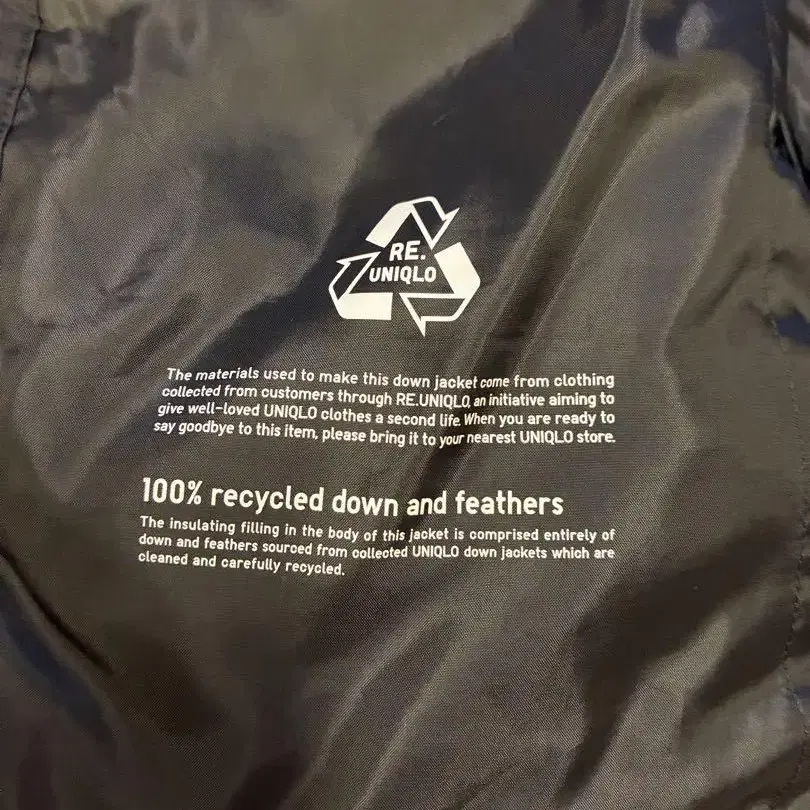 RE.
UNIQLO
The materials used to make this down jacket come from clothing
collected from customers through RE.UNIQLO, an initiative aiming to
give well-loved UNIQLO clothes a second life. When you are ready to
say goodbye to this item, please bring it to your nearest UNIQLO store.
100% recycled down and feathers
The insulating filling in the body of this jacket is comprised entirely of
down and feathers sourced from collected UNIQLO down jackets which are
cleaned and carefully recycled.